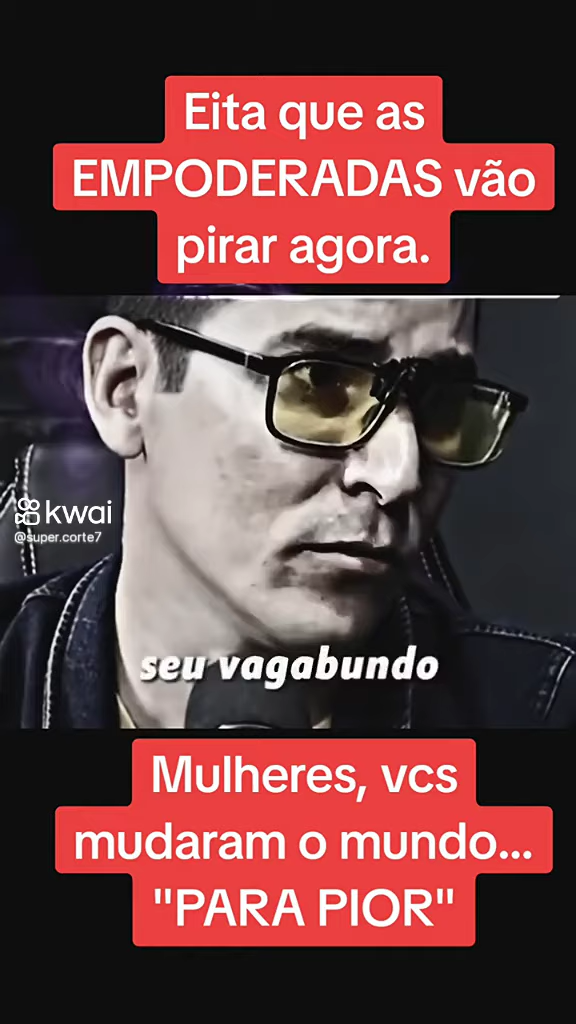 Eita que as
EMPODERADAS vão
pirar agora.
kwai
@super.corte7
seu vagabundo
Mulheres, vcs
mudaram o mundo...
"PARA PIOR"